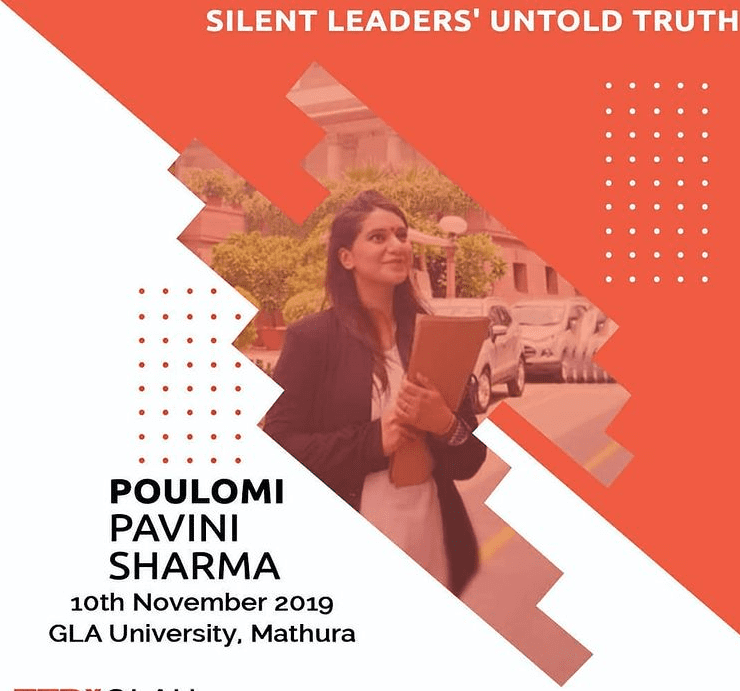 SILENT LEADERS' UNTOLD TRUTH
POULOMI
PAVINI
SHARMA
10th November 2019
GLA University, Mathura